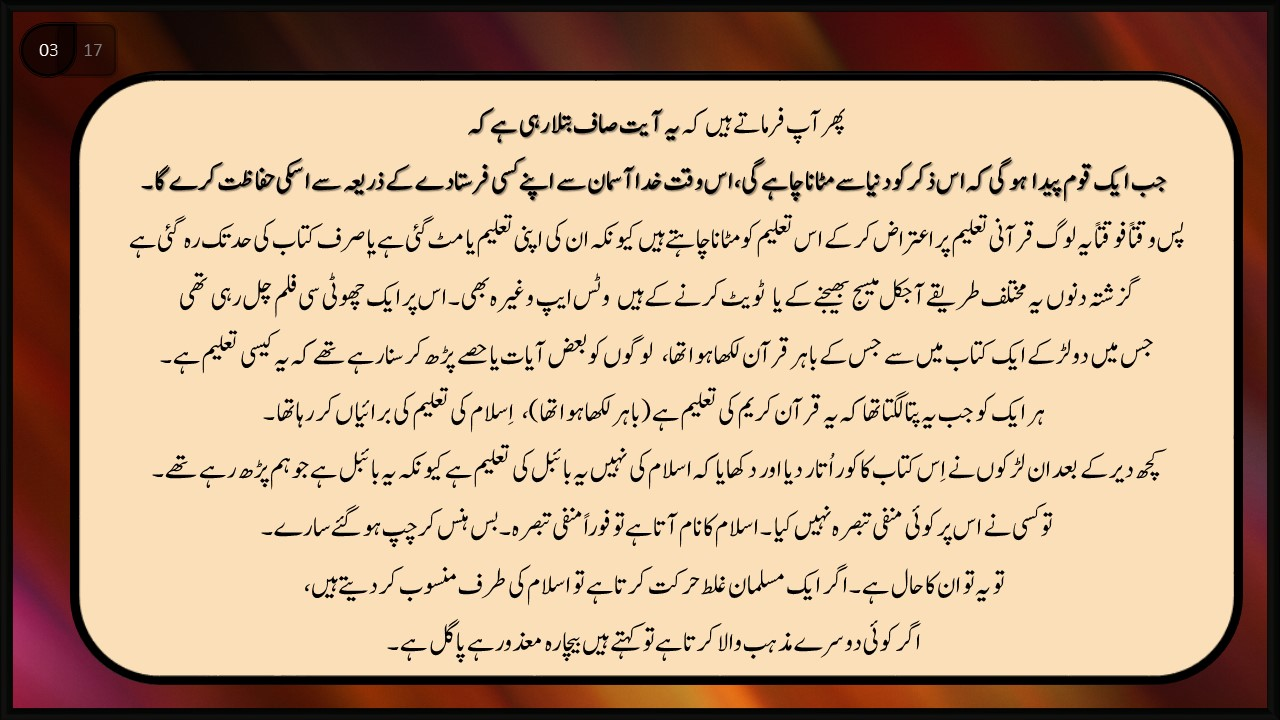 03 17
پھر آپ فرماتے ہیں کہ یہ آیت صاف بتلا رہی ہے کہ
جب ایک قوم پیدا ہو گی کہ اس ذکر کو دنیا سے مٹانا چاہے گی،اس وقت خدا آسمان سے اپنے کسی فرستادے کے ذریعہ سے اسکی حفاظت کرے گا۔
پس وقتاً فوقتاً یہ لوگ قرآنی تعلیم پر اعتراض کر کے اس تعلیم کو مٹانا چاہتے ہیں کیونکہ ان کی اپنی تعلیم یا مٹ گئی ہے یا صرف کتاب کی حد تک رہ گئی ہے
گزشتہ دنوں یہ مختلف طریقے آجکل میسج بھیجنے کے یا ٹویٹ کرنے کے ہیں وٹس ایپ وغیرہ بھی۔ اس پر ایک چھوٹی سی فلم چل رہی تھی
جس میں دو لڑکے ایک کتاب میں سے جس کے باہر قرآن لکھا ہوا تھا، لوگوں کو بعض آیات یا حصے پڑھ کر سنا رہے تھے کہ یہ کیسی تعلیم ہے۔
ہر ایک کو جب یہ پتا لگتا تھا کہ یہ قرآن کریم کی تعلیم ہے (باہر لکھا ہوا تھا)، اِسلام کی تعلیم کی برائیاں کر رہا تھا۔
کچھ دیر کے بعد ان لڑکوں نے اِس کتاب کا کور اُتار دیا اور دکھایا کہ اسلام کی نہیں یہ بائبل کی تعلیم ہے کیونکہ یہ بائبل ہے جو ہم پڑھ رہے تھے۔
تو کسی نے اس پر کوئی منفی تبصرہ نہیں کیا۔ اسلام کا نام آتا ہے تو فوراً منفی تبصرہ۔ بس ہنس کر چپ ہو گئے سارے۔
تو یہ تو ان کا حال ہے۔ اگر ایک مسلمان غلط حرکت کرتا ہے تو اسلام کی طرف منسوب کر دیتے ہیں،
اگر کوئی دوسرے مذہب والا کرتا ہے تو کہتے ہیں بیچارہ معذور ہے پاگل ہے۔